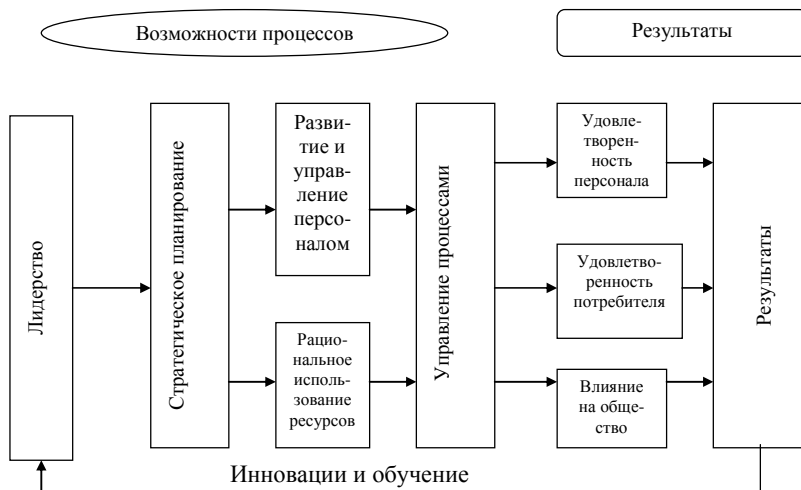 Возможности процессов
Результаты
Лидерство
Стратегическое планирование
Разви-
тие и
управ-
ление
персо-
налом
Рацио-
нальное
исполь-
зование
ресурсов
Управление процессами
Удовле-
творен-
ность
персонала
Удовлетво-
ренность
потребителя
Влияние
на обще-
ство
Результаты
Инновации и обучение